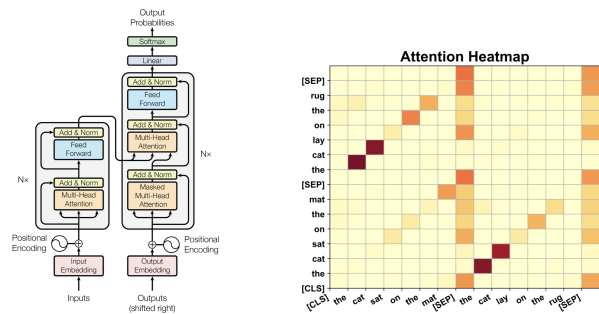 Output
Probabilities
Softmax
Linear
Add & Norm
Feed
Forward
Add & Norm
Multi-Head
Attention
Add & Norm
Masked
Multi-Head
Attention
Nx
Positional
Encoding
Output
Embedding
Outputs
(shifted right)
Add & Norm
Feed
Forward
Nx
Add & Norm
Multi-Head
Attention
Positional
Encoding
Input
Embedding
Inputs
Attention Heatmap
[SEP]
rug
the
on
lay
cat
the
[SEP]
mat
the
on
sat
cat
the
[CLS]
[CLS] the cat sat on the mat [SEP] the cat lay on the rug [SEP]